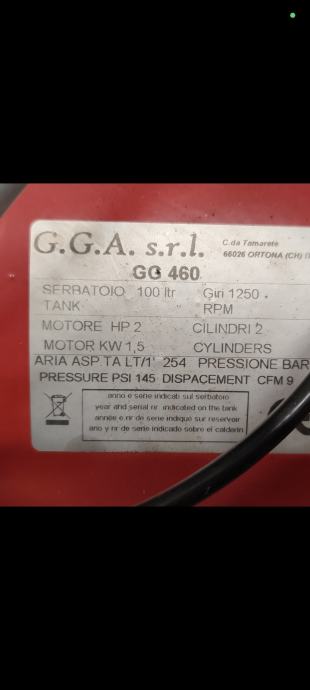 G.G.A. s.r.l.
C.da Tamarete
66026 ORTONA (CH)
GG 460
SERBATOIO 100 ltr Giri 1250
TANK RPM
MOTORE HP 2 CILINDRI 2
MOTOR KW 1,5 CYLINDERS
ARIA ASP.TA LT/1' 254 PRESSIONE BAR
PRESSURE PSI 145 DISPACEMENT CFM 9
anno e serie indicati sul serbatoio
year and serial nr indicated on the tank
année e nr de serie indiqué sur reservoir
ano y nr de serie indicado sobre el calderin